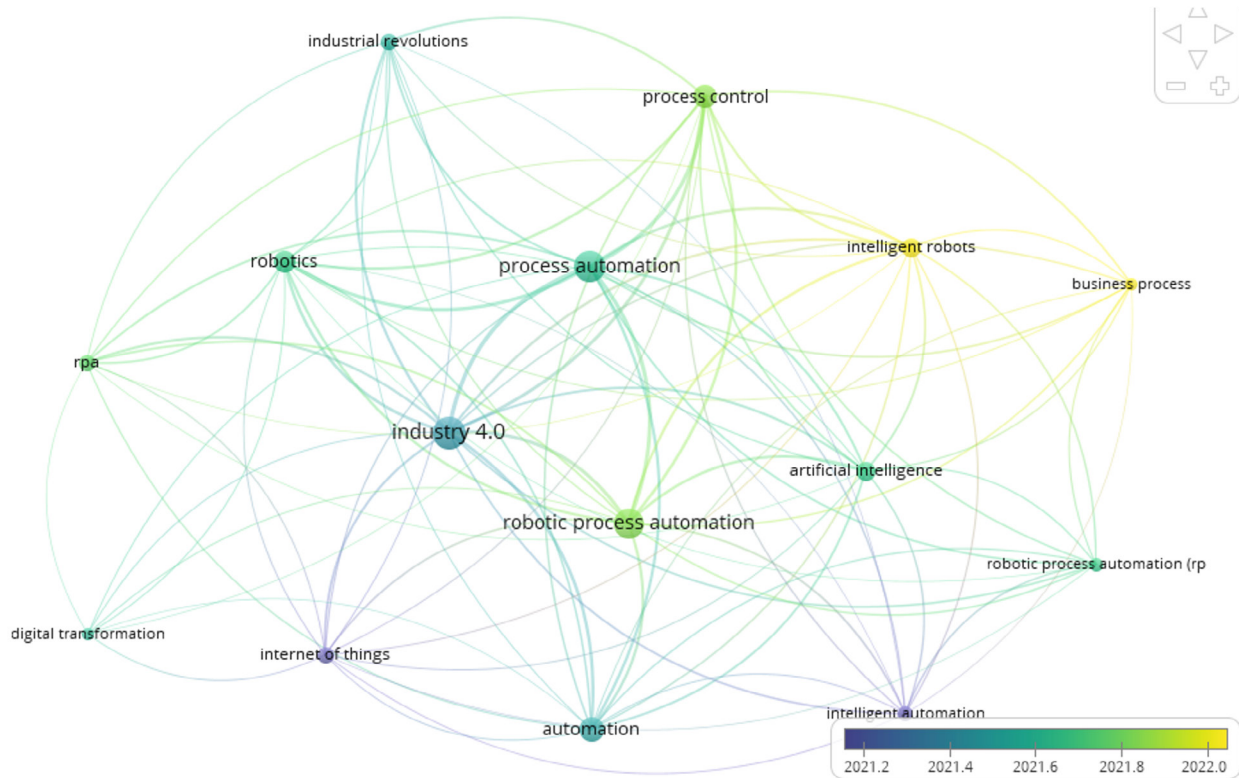 industrial revolutions
process control
intelligent robots
robotics
process automation
business process
rpa
industry 4.0
artificial intelligence
robotic process automation
robotic process automation (rp
digital transformation
internet of things
intelligent automation
automation
2021.2 2021.4 2021.6 2021.8 2022.0